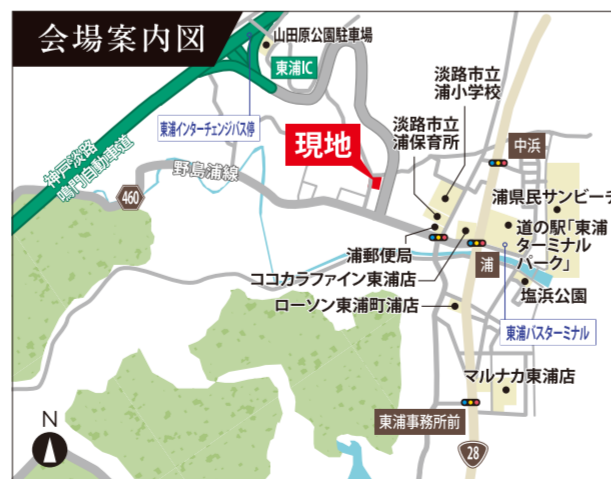 会場案内図
山田原公園駐車場
東浦IC
東浦インターチェンジバス停
神戸淡路
鳴門自動車道
460
野島浦線
現地
淡路市立
浦小学校
淡路市立
浦保育所
中浜
浦県民サンビーチ
道の駅「東浦
ターミナル
パーク」
浦郵便局
浦
ココカラファイン東浦店
塩浜公園
ローソン東浦町浦店
東浦バスターミナル
マルナカ東浦店
東浦事務所前
28
N